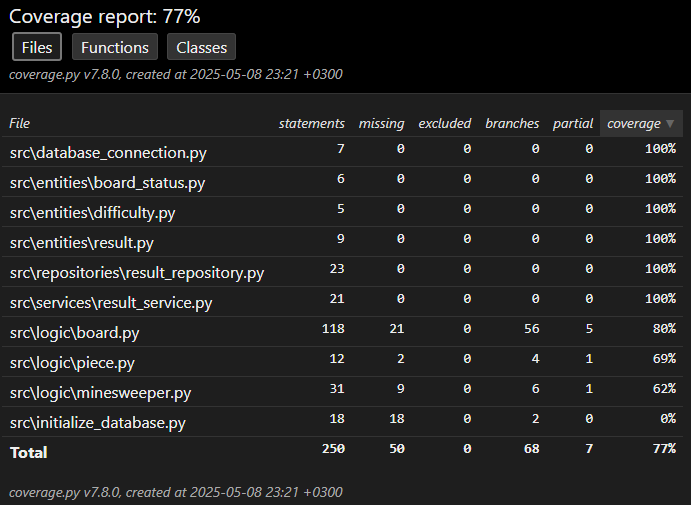 Coverage report: 77%
Files Functions Classes
coverage.py v7.8.0, created at 2025-05-08 23:21 +0300
File statements missing excluded branches partial coverage ▼
src\database_connection.py 7 0 0 0 0 100%
src\entities\board_status.py 6 0 0 0 0 100%
src\entities\difficulty.py 5 0 0 0 0 100%
src\entities\result.py 9 0 0 0 0 100%
src\repositories\result_repository.py 23 0 0 0 0 100%
src\services\result_service.py 21 0 0 0 0 100%
src\logic\board.py 118 21 0 56 5 80%
src\logic\piece.py 12 2 0 4 1 69%
src\logic\minesweeper.py 31 9 0 6 1 62%
src\initialize_database.py 18 18 0 2 0 0%
Total 250 50 0 68 7 77%
coverage.py v7.8.0, created at 2025-05-08 23:21 +0300